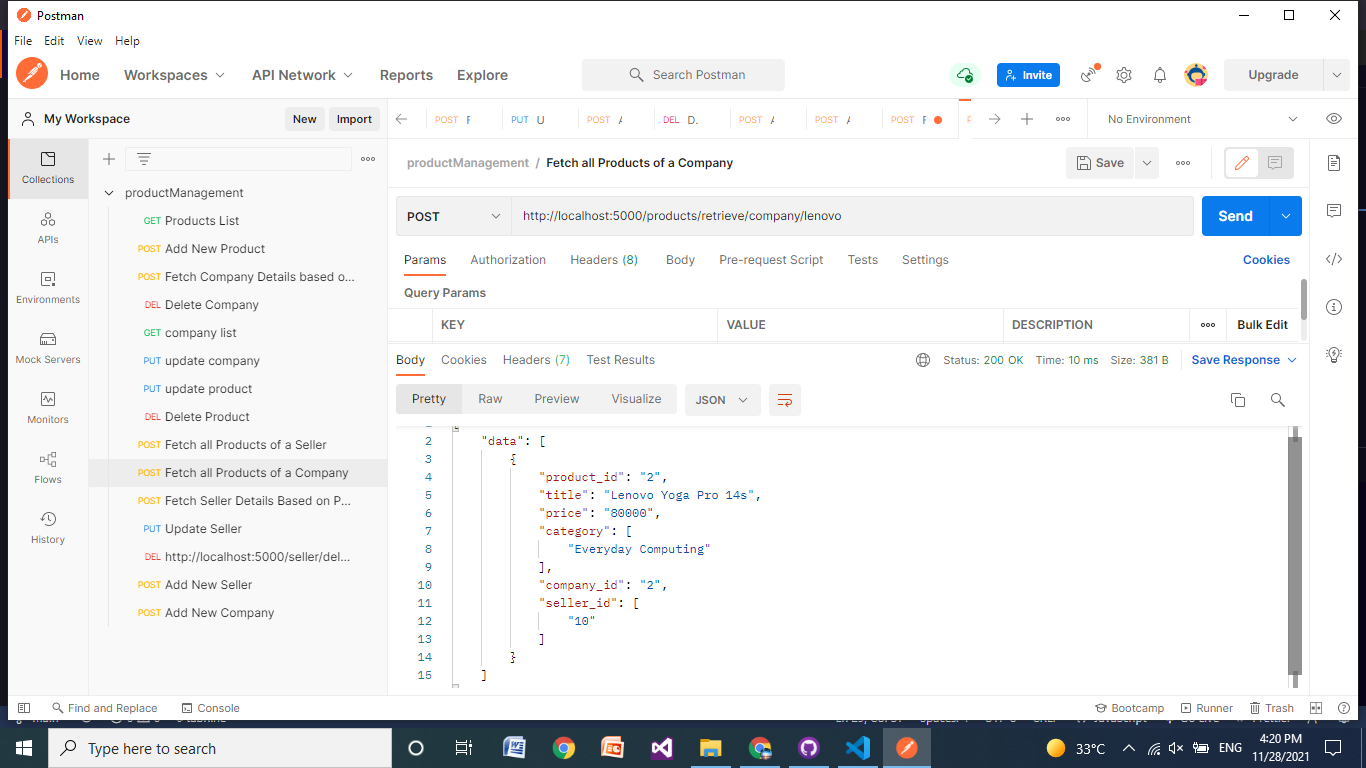 Postman
File Edit View Help
Home Workspaces API Network Reports Explore Search Postman Invite Upgrade
My Workspace New Import
POST F PUT U POST A DEL D. POST A POST A POST F No Environment
Collections
APIs
Environments
Mock Servers
Monitors
Flows
History
productManagement
GET Products List
POST Add New Product
POST Fetch Company Details based o...
DEL Delete Company
GET company list
PUT update company
PUT update product
DEL Delete Product
POST Fetch all Products of a Seller
POST Fetch all Products of a Company
POST Fetch Seller Details Based on P...
PUT Update Seller
DEL http://localhost:5000/seller/del...
POST Add New Seller
POST Add New Company
productManagement / Fetch all Products of a Company Save
POST http://localhost:5000/products/retrieve/company/lenovo Send
Params Authorization Headers (8) Body Pre-request Script Tests Settings Cookies
Query Params
KEY VALUE DESCRIPTION Bulk Edit
Body Cookies Headers (7) Test Results Status: 200 OK Time: 10 ms Size: 381 B Save Response
Pretty Raw Preview Visualize JSON
2 "data": [
3 {
4 "product_id": "2",
5 "title": "Lenovo Yoga Pro 14s",
6 "price": "80000",
7 "category": [
8 "Everyday Computing"
9 ],
10 "company_id": "2",
11 "seller_id": [
12 "10"
13 ]
14 }
15 ]
Find and Replace Console Bootcamp Runner Trash
Type here to search 33°C ENG 4:20 PM
11/28/2021